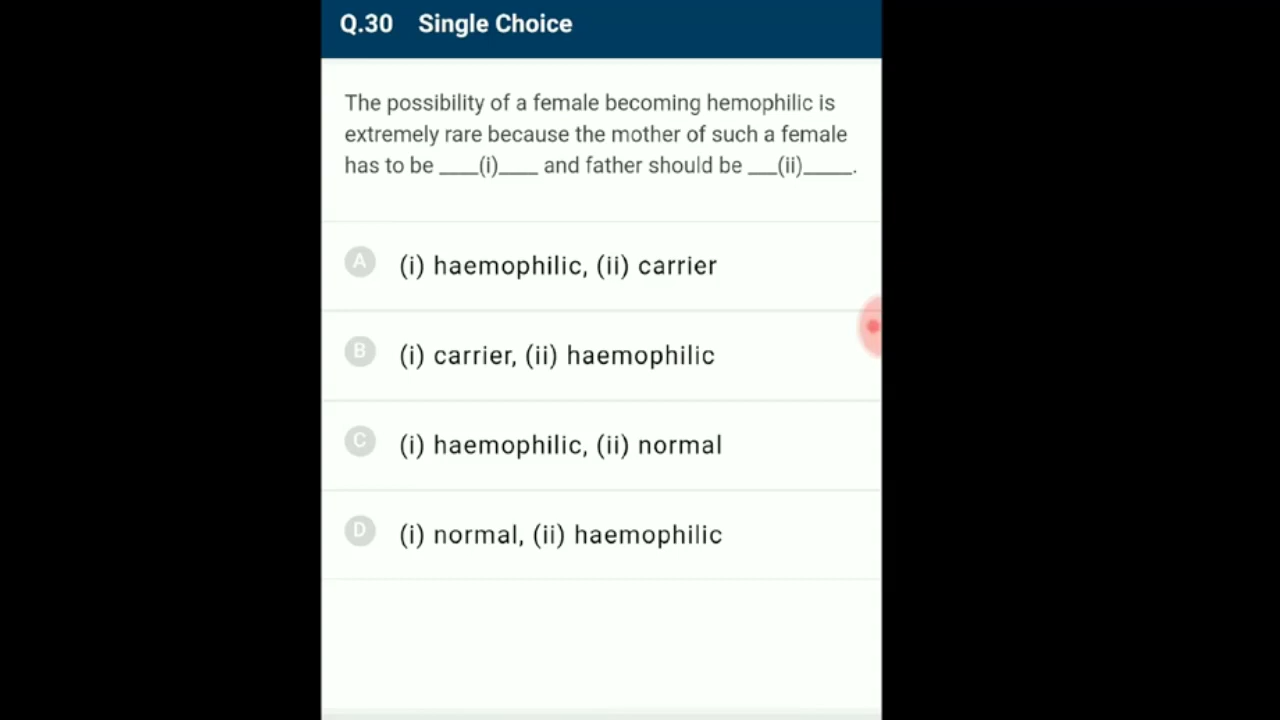 Q.30 Single Choice
The possibility of a female becoming hemophilic is
extremely rare because the mother of such a female
has to be ____(i)____ and father should be ___(ii)_____.
A (i) haemophilic, (ii) carrier
B (i) carrier, (ii) haemophilic
C (i) haemophilic, (ii) normal
D (i) normal, (ii) haemophilic